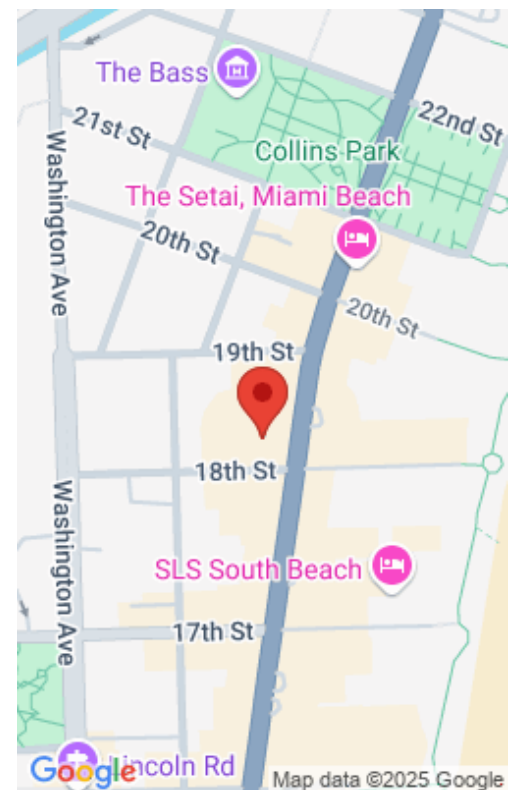 The Bass
22nd St
21st St
Collins Park
Washington Ave
The Setai, Miami Beach
20th St
20th St
19th St
18th St
Washington Ave
SLS South Beach
17th St
Lincoln Rd
Google
Map data ©2025 Google